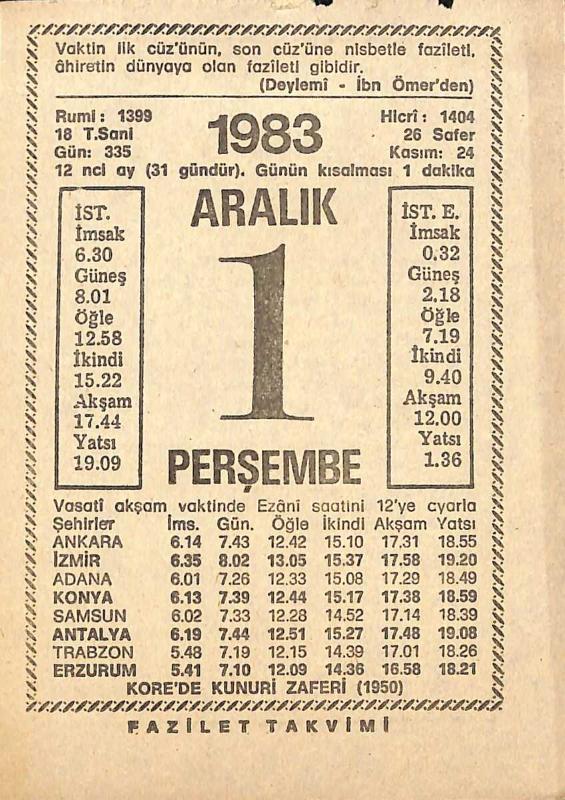 Vaktin ilk cüz'ünün, son cüz'üne nisbetle fazîleti,
âhiretin dünyaya olan fazîleti gibidir.
(Deylemî - İbn Ömer'den)
Rumi: 1399
18 T.Sani
Gün: 335
1983
Hicrî: 1404
26 Safer
Kasım: 24
12 nci ay (31 gündür). Günün kısalması 1 dakika
ARALIK
1
PERŞEMBE
İST.
İmsak
6.30
Güneş
8.01
Öğle
12.58
İkindi
15.22
Akşam
17.44
Yatsı
19.09
İST. E.
İmsak
0.32
Güneş
2.18
Öğle
7.19
İkindi
9.40
Akşam
12.00
Yatsı
1.36
Vasatî akşam vaktinde Ezânî saatini 12'ye cyarla
Şehirler İms. Gün. Öğle İkindi Akşam Yatsı
ANKARA 6.14 7.43 12.42 15.10 17.31 18.55
İZMİR 6.35 8.02 13.05 15.37 17.58 19.20
ADANA 6.01 7.26 12.33 15.08 17.29 18.49
KONYA 6.13 7.39 12.44 15.17 17.38 18.59
SAMSUN 6.02 7.33 12.28 14.52 17.14 18.39
ANTALYA 6.19 7.44 12.51 15.27 17.48 19.08
TRABZON 5.48 7.19 12.15 14.39 17.01 18.26
ERZURUM 5.41 7.10 12.09 14.36 16.58 18.21
KORE'DE KUNURİ ZAFERİ (1950)
FAZİLET TAKVİMİ